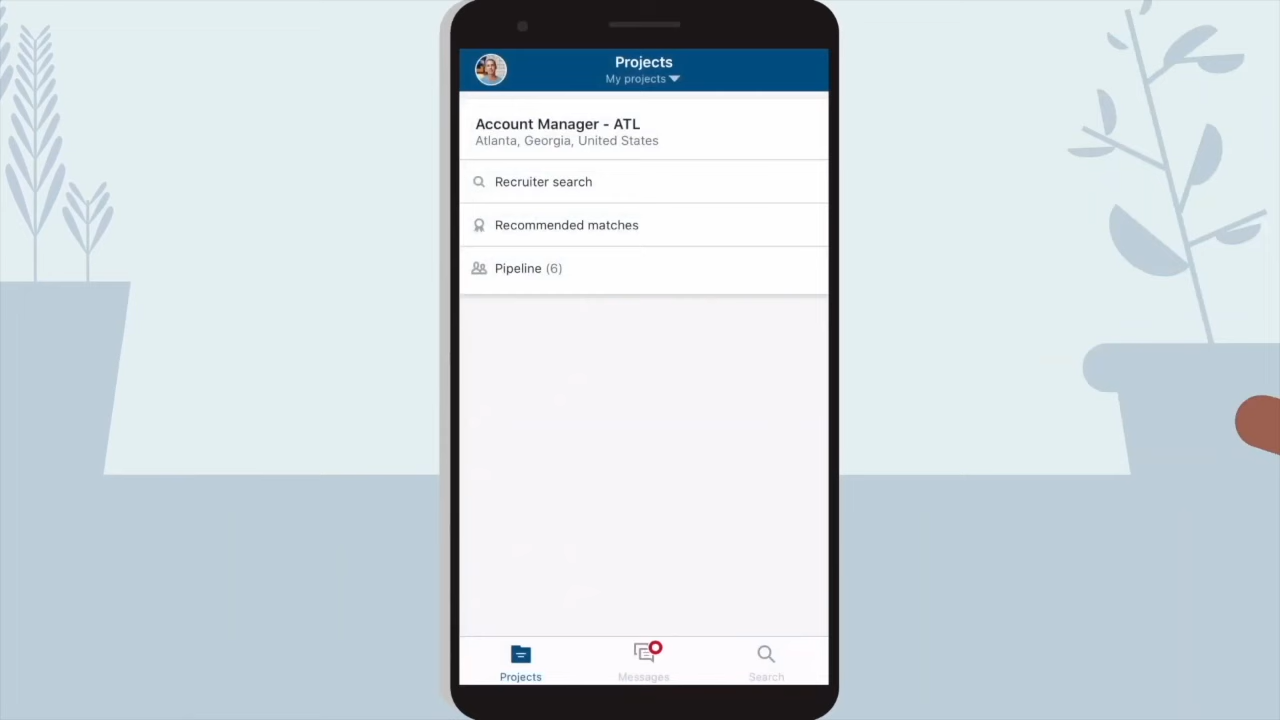 Projects
My projects
Account Manager - ATL
Atlanta, Georgia, United States
Recruiter search
Recommended matches
Pipeline (6)
Projects
Messages
Search